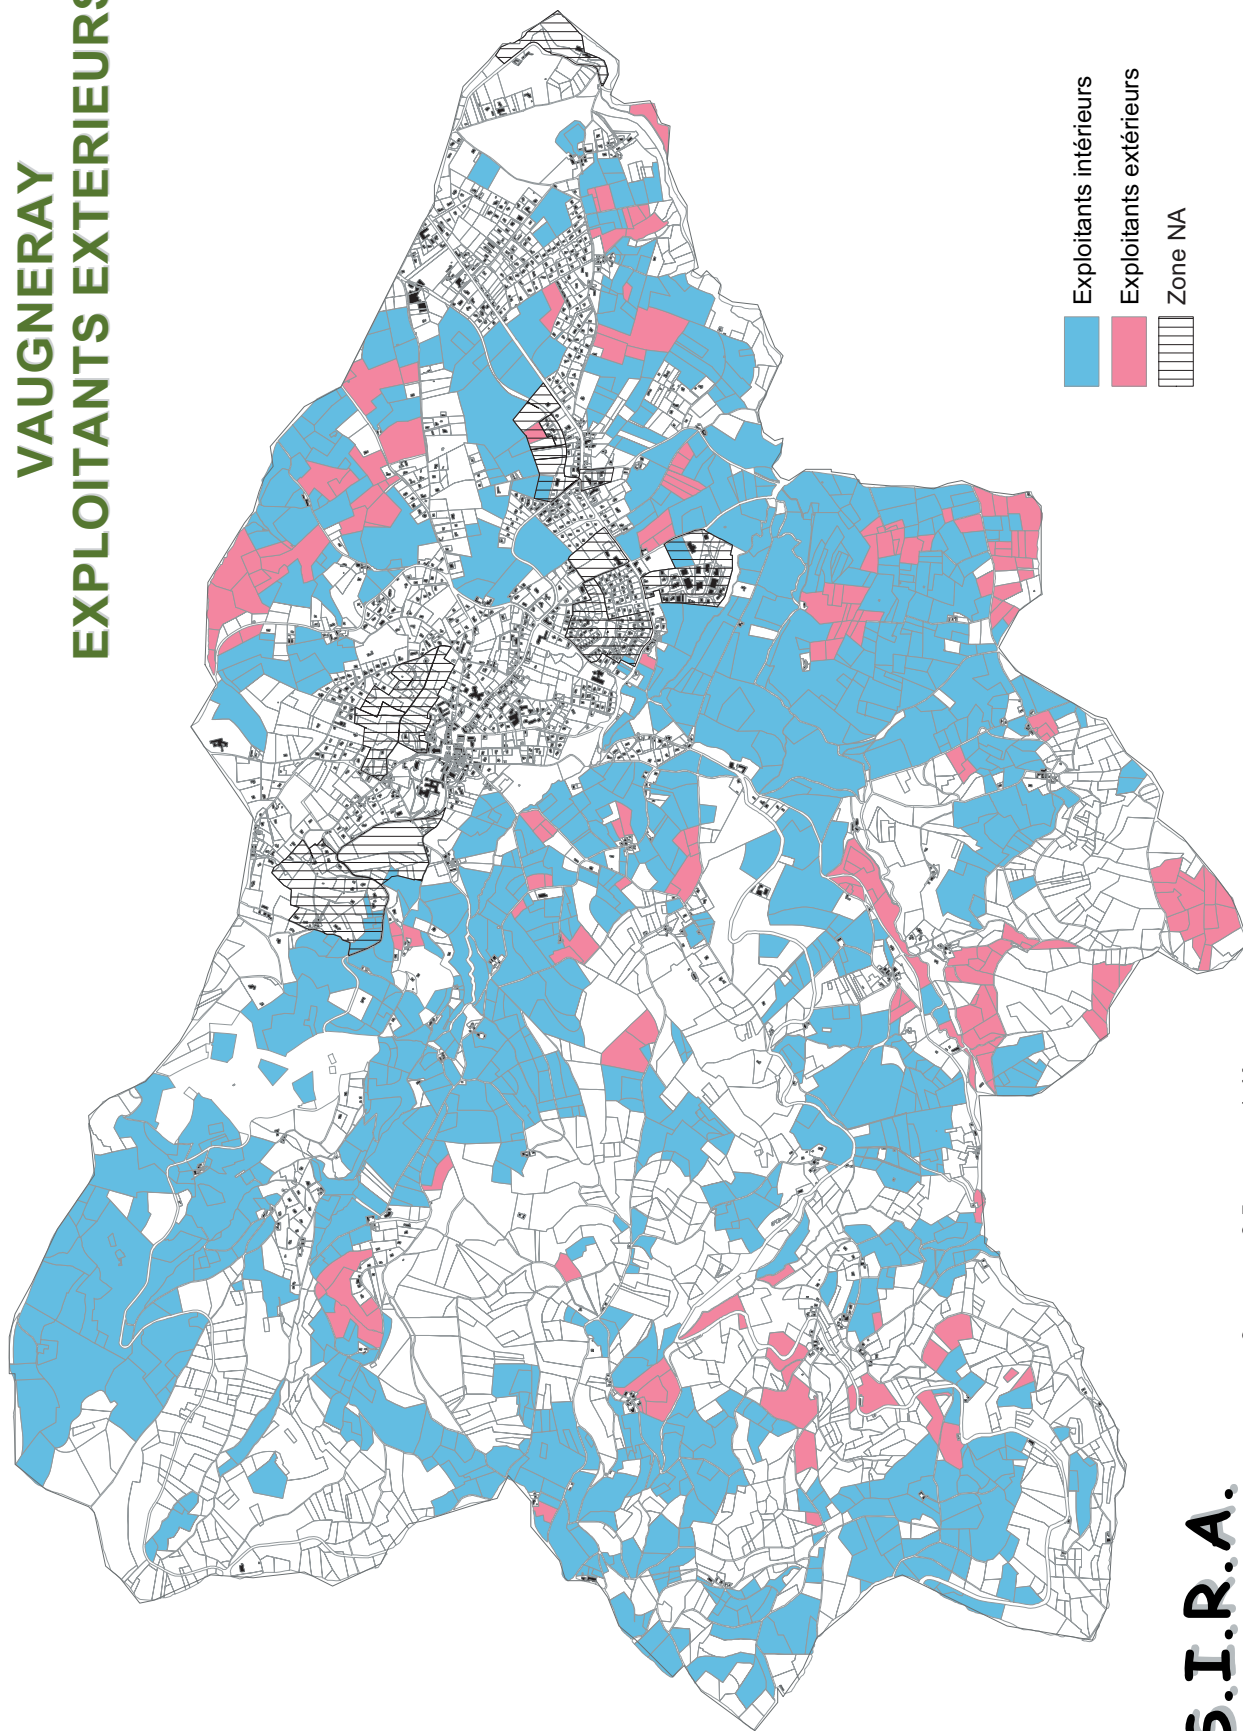 VAUGNERAY
EXPLOITANTS EXTERIEURS
Exploitants intérieurs
Exploitants extérieurs
Zone NA
S.I.R.A.